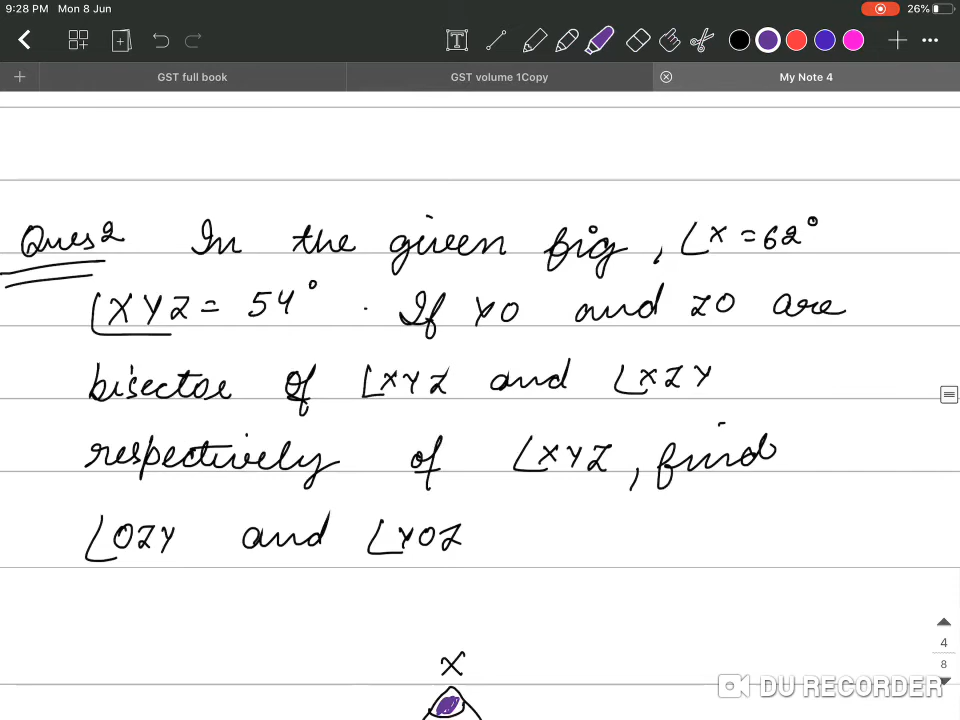 9:28 PM Mon 8 Jun
26%
GST full book
GST volume 1Copy
My Note 4
Ques 2 In the given fig, ∠X = 62°
∠XYZ = 54°. If YO and ZO are
bisector of ∠XYZ and ∠XZY
respectively of ∠XYZ, find
∠OZY and ∠YOZ
X
4
8
DU RECORDER